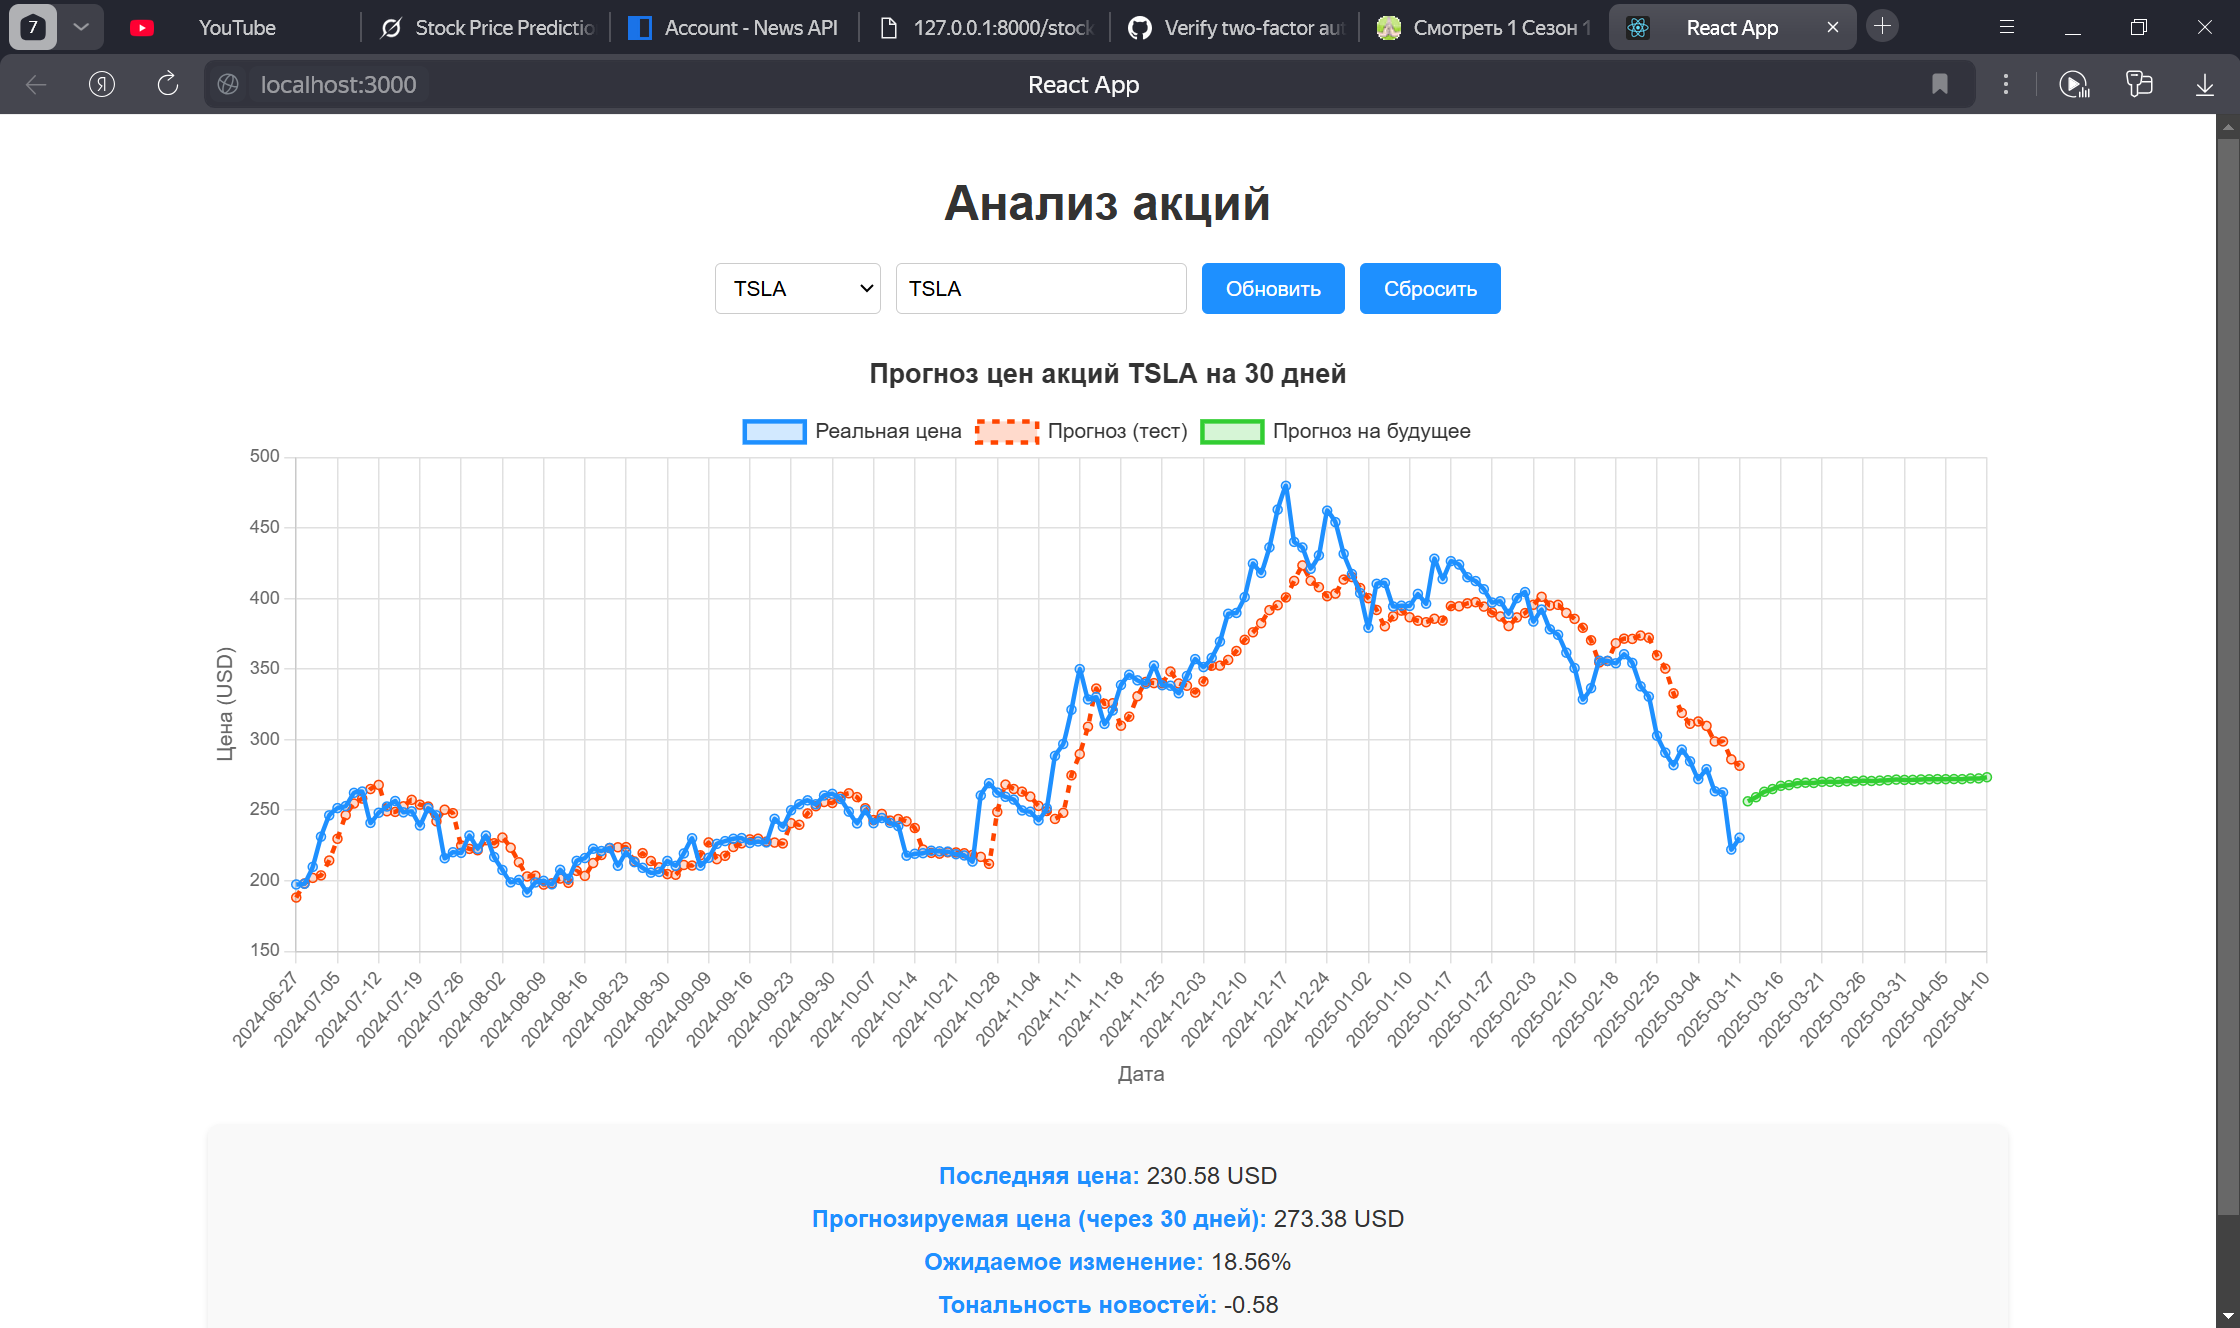 7
YouTube
Stock Price Predictio
Account - News API
127.0.0.1:8000/stock
Verify two-factor aut
Смотреть 1 Сезон 1
React App
localhost:3000
React App
Анализ акций
TSLA
TSLA
Обновить
Сбросить
Прогноз цен акций TSLA на 30 дней
Реальная цена
Прогноз (тест)
Прогноз на будущее
Цена (USD)
500
450
400
350
300
250
200
150
2024-06-27
2024-07-05
2024-07-12
2024-07-19
2024-07-26
2024-08-02
2024-08-09
2024-08-16
2024-08-23
2024-08-30
2024-09-09
2024-09-16
2024-09-23
2024-09-30
2024-10-07
2024-10-14
2024-10-21
2024-10-28
2024-11-04
2024-11-11
2024-11-18
2024-11-25
2024-12-03
2024-12-10
2024-12-17
2024-12-24
2025-01-02
2025-01-10
2025-01-17
2025-01-27
2025-02-03
2025-02-10
2025-02-18
2025-02-25
2025-03-04
2025-03-11
2025-03-16
2025-03-21
2025-03-26
2025-03-31
2025-04-05
2025-04-10
Дата
Последняя цена: 230.58 USD
Прогнозируемая цена (через 30 дней): 273.38 USD
Ожидаемое изменение: 18.56%
Тональность новостей: -0.58